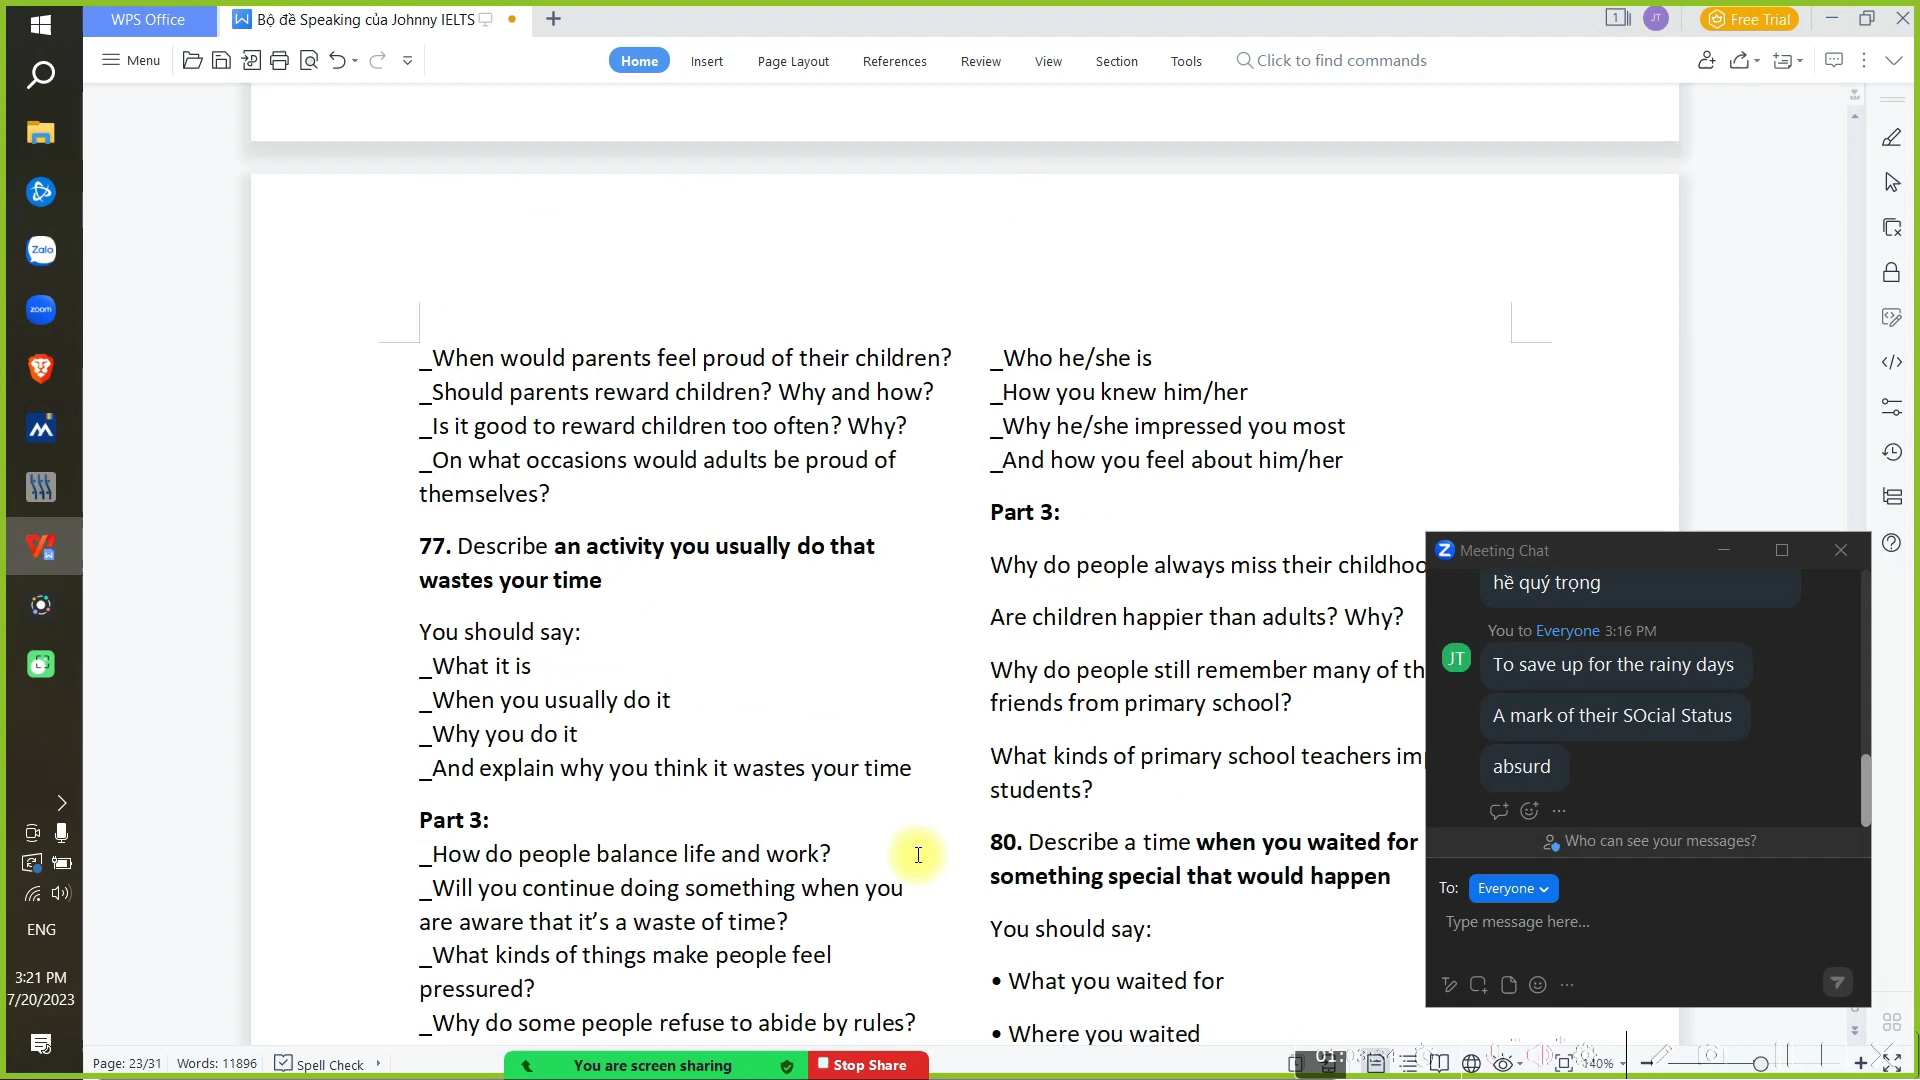 WPS Office
Bộ đề Speaking của Johnny IELTS
1
JT
Free Trial
Menu
Home
Insert
Page Layout
References
Review
View
Section
Tools
Click to find commands
_When would parents feel proud of their children?
_Should parents reward children? Why and how?
_Is it good to reward children too often? Why?
_On what occasions would adults be proud of
themselves?
77. Describe an activity you usually do that
wastes your time
You should say:
_What it is
_When you usually do it
_Why you do it
_And explain why you think it wastes your time
Part 3:
_How do people balance life and work?
_Will you continue doing something when you
are aware that it’s a waste of time?
_What kinds of things make people feel
pressured?
_Why do some people refuse to abide by rules?
_Who he/she is
_How you knew him/her
_Why he/she impressed you most
_And how you feel about him/her
Part 3:
Why do people always miss their childhoo
Are children happier than adults? Why?
Why do people still remember many of th
friends from primary school?
What kinds of primary school teachers im
students?
80. Describe a time when you waited for
something special that would happen
You should say:
• What you waited for
• Where you waited
Meeting Chat
hề quý trọng
You to Everyone 3:16 PM
JT
To save up for the rainy days
A mark of their SOcial Status
absurd
Who can see your messages?
To: Everyone
Type message here...
Zalo
zoom
ENG
3:21 PM
7/20/2023
Page: 23/31
Words: 11896
Spell Check
You are screen sharing
Stop Share
140%